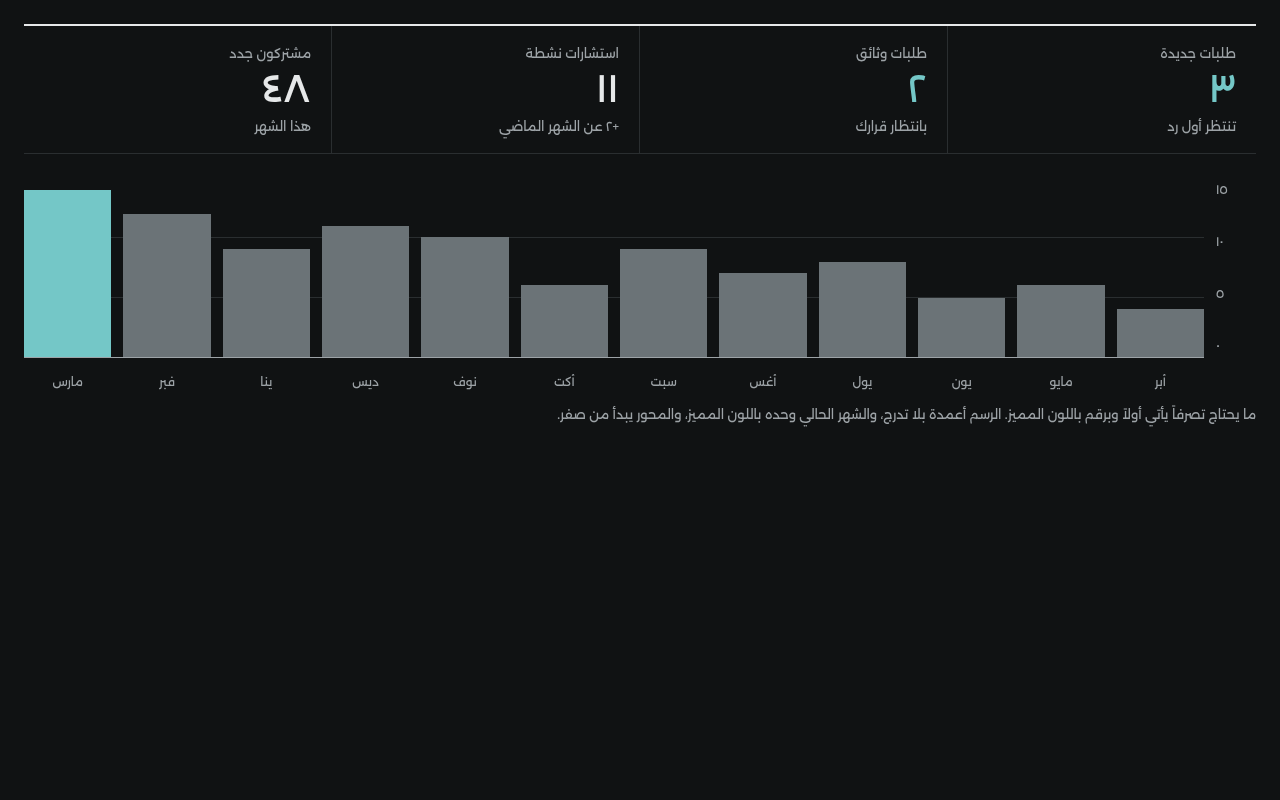 طلبات جديدة
٣
تنتظر أول رد
طلبات وثائق
٢
بانتظار قرارك
استشارات نشطة
١١
+٢ عن الشهر الماضي
مشتركون جدد
٤٨
هذا الشهر
١٥
١٠
٥
٠
أبر مايو يون يول أغس سبت أكت نوف ديس ينا فبر مارس
ما يحتاج تصرفاً يأتي أولاً وبرقم باللون المميز. الرسم أعمدة بلا تدرج، والشهر الحالي وحده باللون المميز، والمحور يبدأ من صفر.